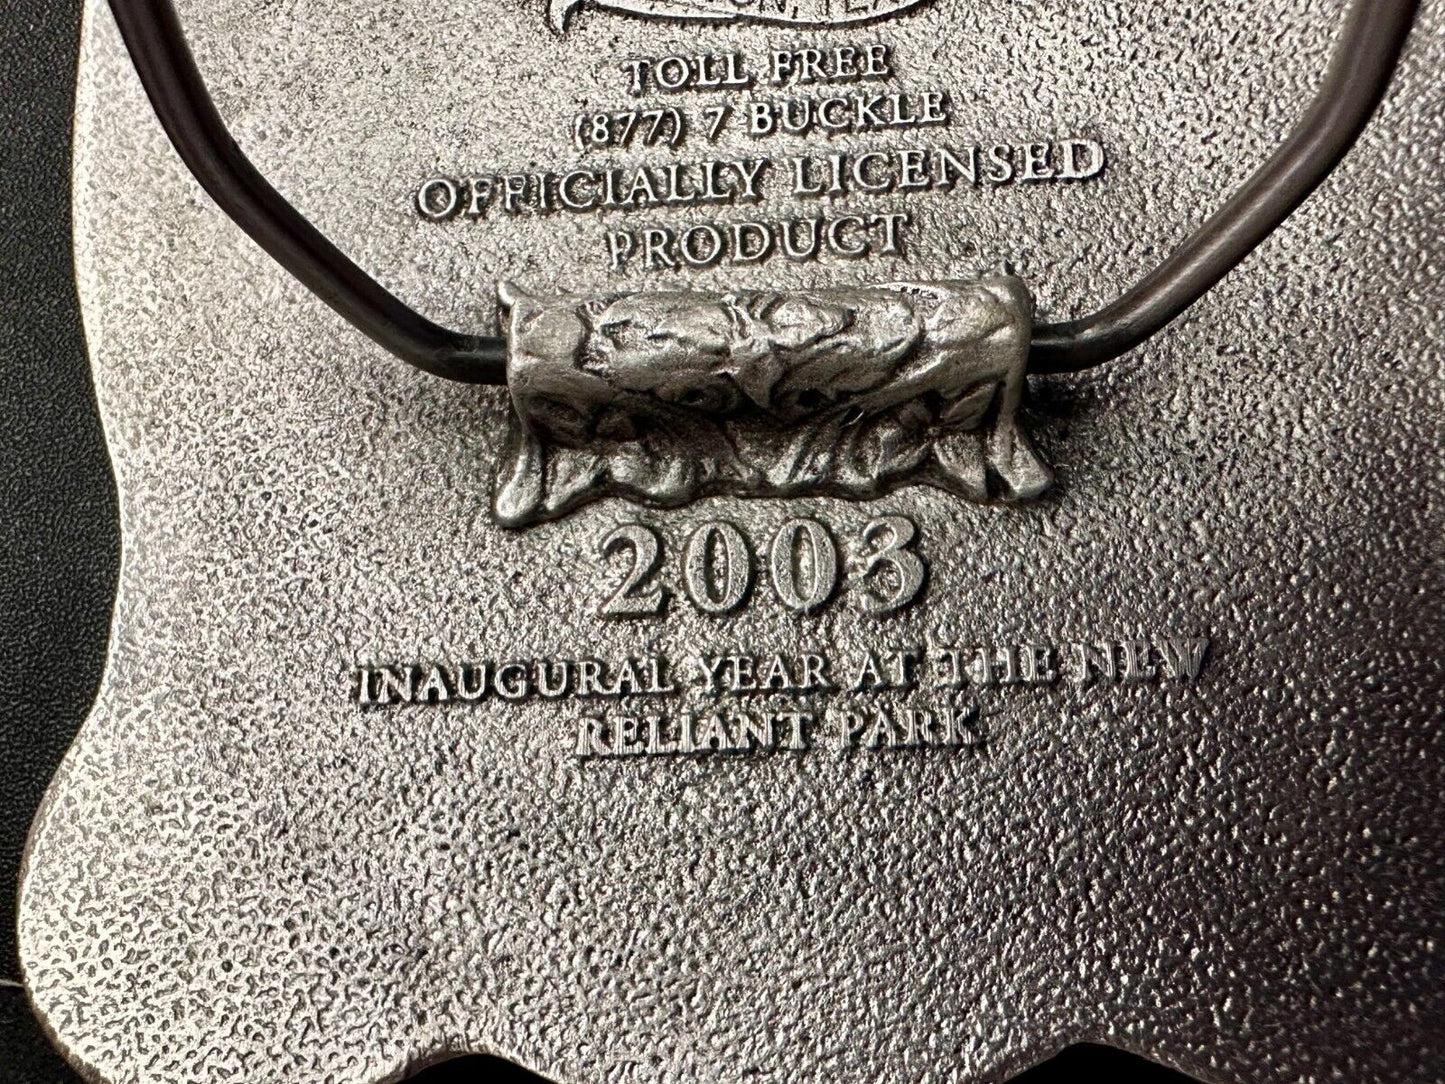 TOLL FREE
(877) 7 BUCKLE
OFFICIALLY LICENSED
PRODUCT
2003
INAUGURAL YEAR AT THE NEW
RELIANT PARK